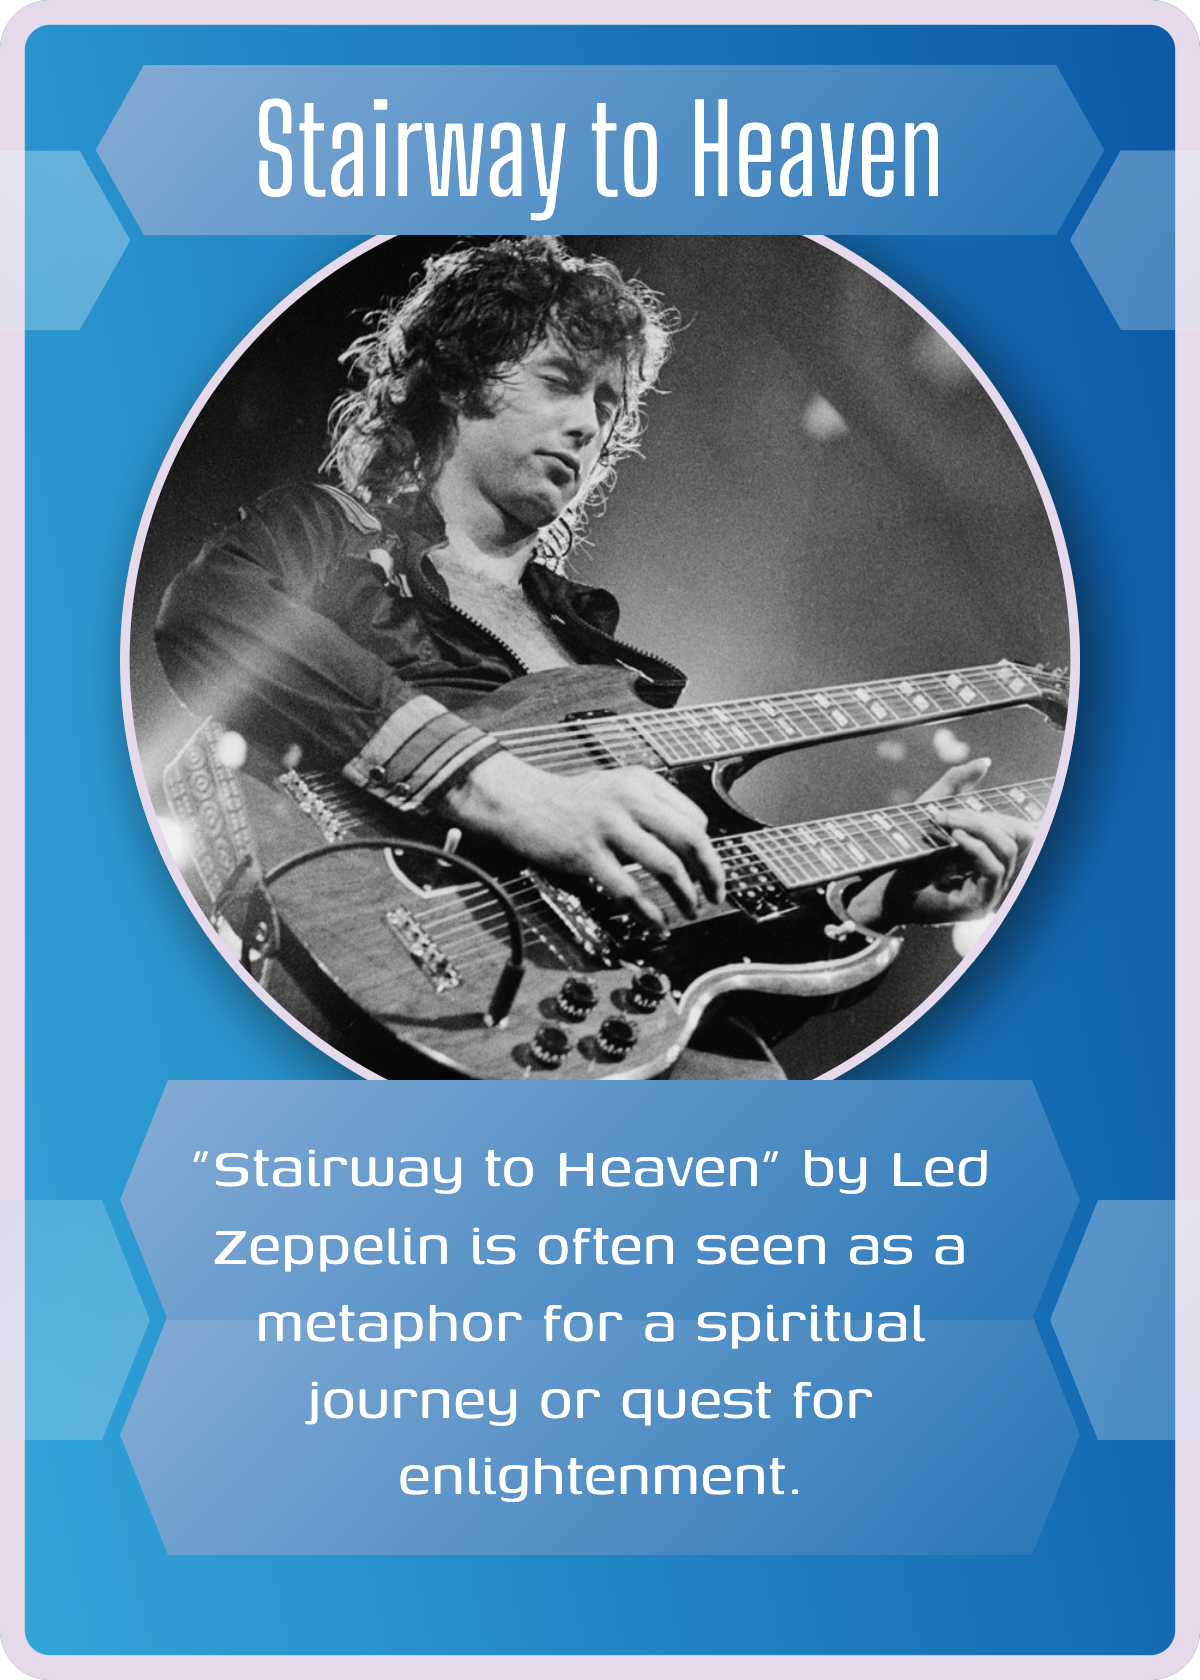 Stairway to Heaven
"Stairway to Heaven" by Led
Zeppelin is often seen as a
metaphor for a spiritual
journey or quest for
enlightenment.